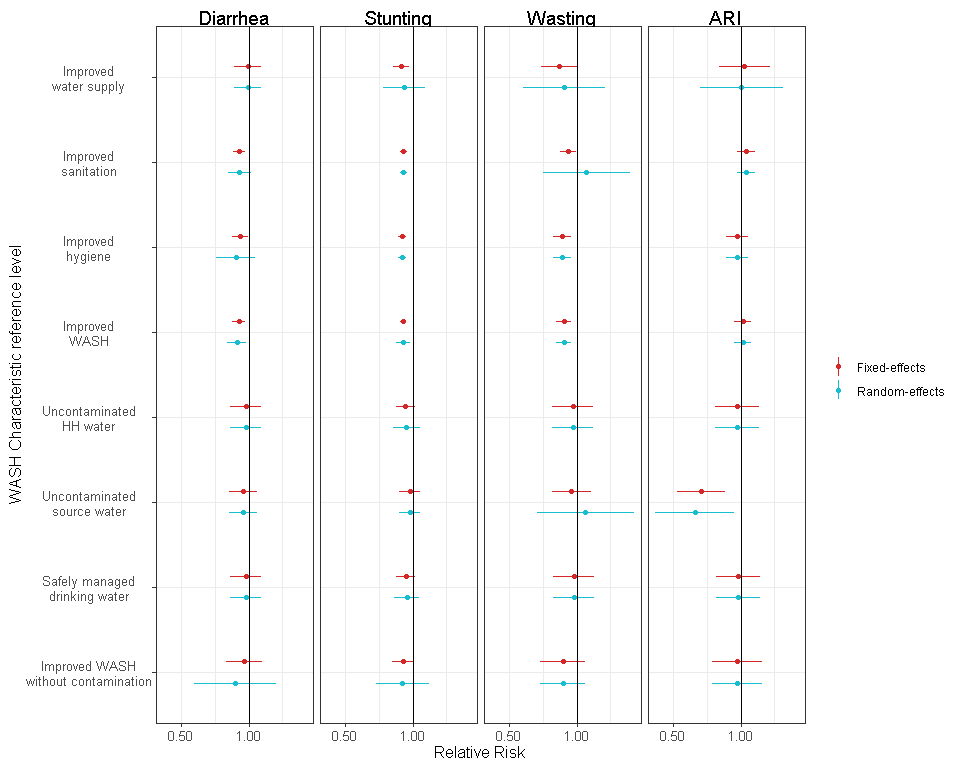 Diarrhea Stunting Wasting ARI
WASH Characteristic reference level
Improved
water supply
Improved
sanitation
Improved
hygiene
Improved
WASH
Uncontaminated
HH water
Uncontaminated
source water
Safely managed
drinking water
Improved WASH
without contamination
0.50 1.00 0.50 1.00 0.50 1.00 0.50 1.00
Relative Risk
Fixed-effects
Random-effects